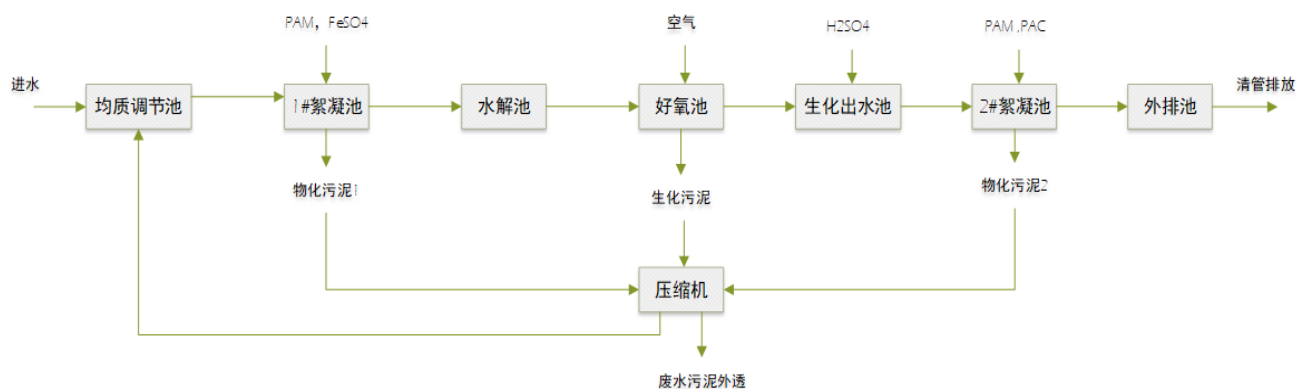 PAM，FeSO4
空气
H2SO4
PAM ,PAC
进水
均质调节池
1#絮凝池
水解池
好氧池
生化出水池
2#絮凝池
外排池
清管排放
物化污泥1
生化污泥
物化污泥2
压缩机
废水污泥外透